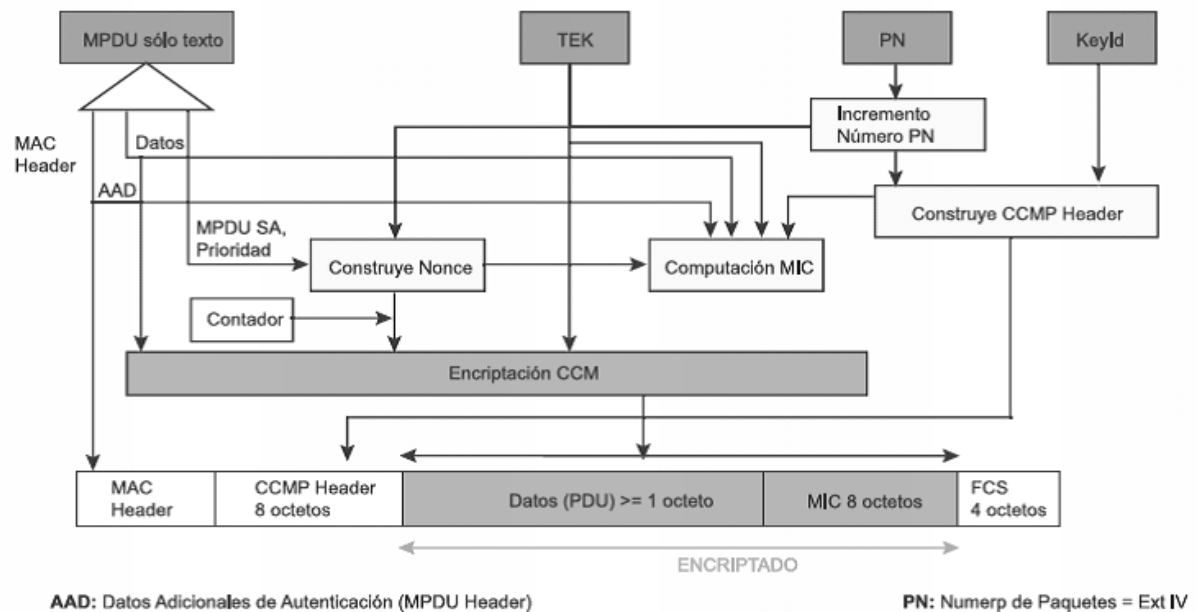 MPDU sólo texto
TEK
PN
KeyId
Incremento
Número PN
MAC
Header
Datos
AAD
Construye CCMP Header
MPDU SA,
Prioridad
Construye Nonce
Computación MIC
Contador
Encriptación CCM
MAC
Header
CCMP Header
8 octetos
Datos (PDU) >= 1 octeto
MIC 8 octetos
FCS
4 octetos
ENCRIPTADO
AAD: Datos Adicionales de Autenticación (MPDU Header)
PN: Numerp de Paquetes = Ext IV